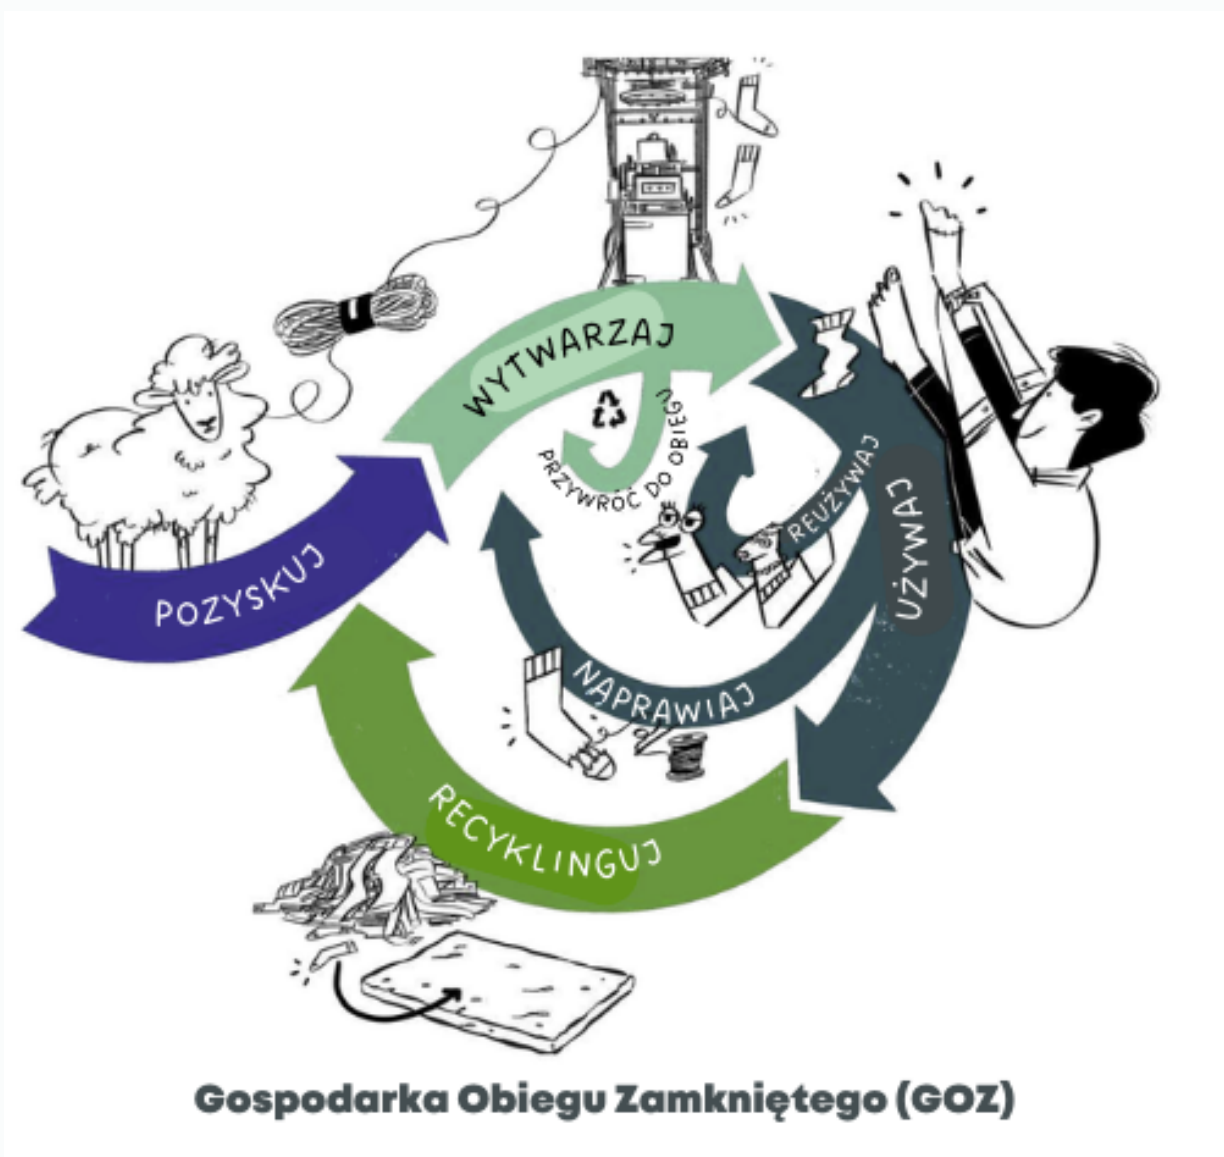 WYTWARZAJ
PRZYWRÓĆ DO OBIEGU
REUŻYWAJ
UŻYWAJ
POZYSKUJ
NAPRAWIAJ
RECYKLINGUJ
Gospodarka Obiegu Zamkniętego (GOZ)